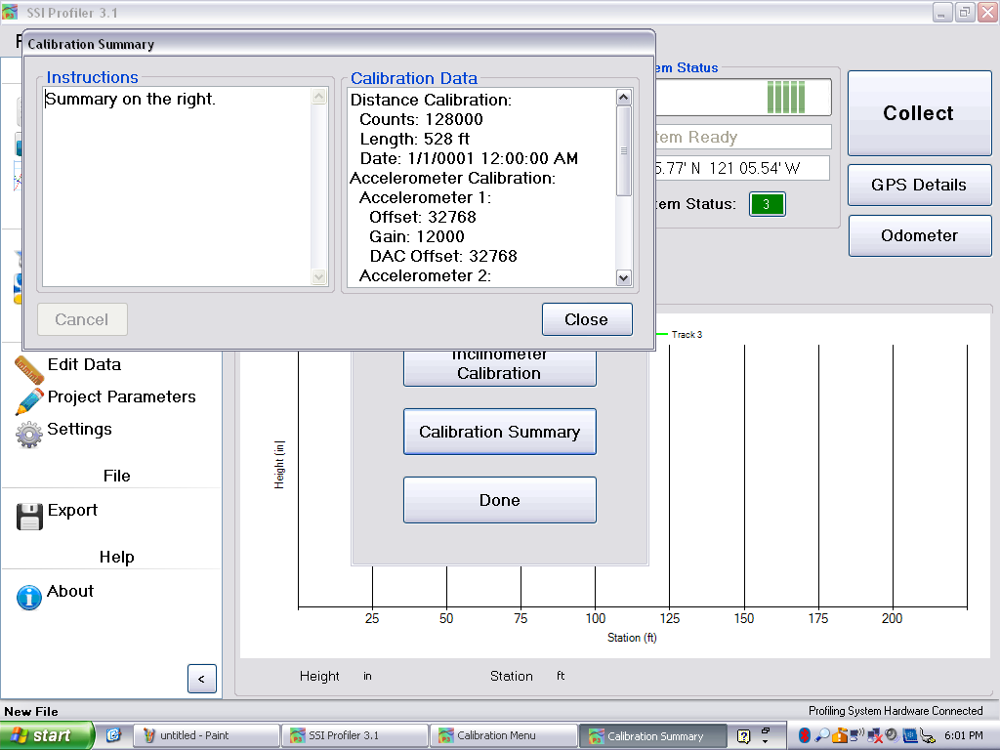 SSI Profiler 3.1
Calibration Summary
Instructions
Summary on the right.
Calibration Data
Distance Calibration:
Counts: 128000
Length: 528 ft
Date: 1/1/0001 12:00:00 AM
Accelerometer Calibration:
Accelerometer 1:
Offset: 32768
Gain: 12000
DAC Offset: 32768
Accelerometer 2:
Cancel
Close
em Status
tem Ready
5.77' N 121 05.54' W
tem Status:
3
Collect
GPS Details
Odometer
Edit Data
Project Parameters
Settings
File
Export
Help
About
<
Inclinometer
Calibration
Calibration Summary
Done
Track 3
Height (in)
25 50 75 100 125 150 175 200
Station (ft)
Height in Station ft
New File
Profiling System Hardware Connected
start
untitled - Paint
SSI Profiler 3.1
Calibration Menu
Calibration Summary
6:01 PM